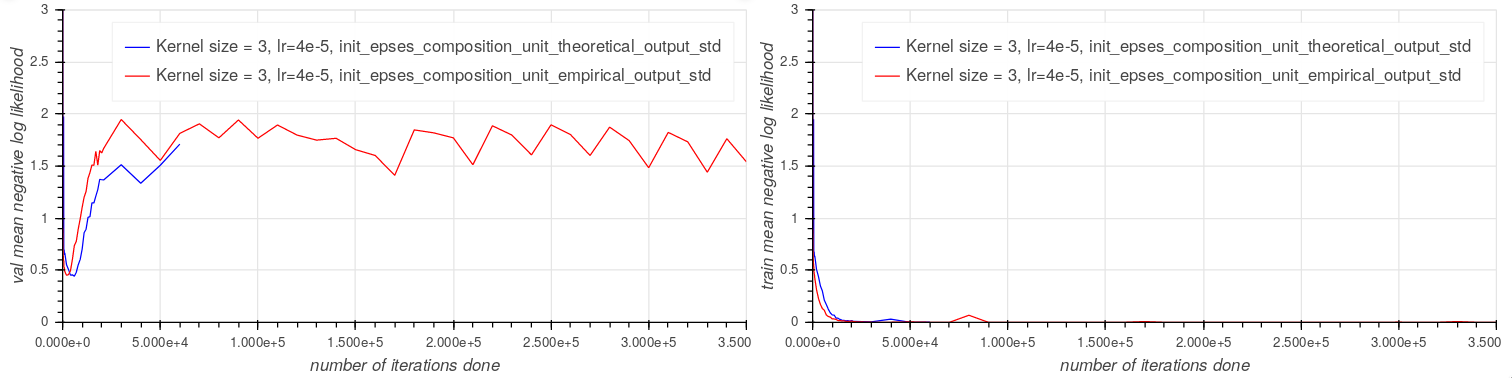 3
2.5
2
1.5
1
0.5
0
val mean negative log likelihood
Kernel size = 3, lr=4e-5, init_epses_composition_unit_theoretical_output_std
Kernel size = 3, lr=4e-5, init_epses_composition_unit_empirical_output_std
0.000e+0 5.000e+4 1.000e+5 1.500e+5 2.000e+5 2.500e+5 3.000e+5 3.500
number of iterations done
3
2.5
2
1.5
1
0.5
0
train mean negative log likelihood
Kernel size = 3, lr=4e-5, init_epses_composition_unit_theoretical_output_std
Kernel size = 3, lr=4e-5, init_epses_composition_unit_empirical_output_std
0.000e+0 5.000e+4 1.000e+5 1.500e+5 2.000e+5 2.500e+5 3.000e+5 3.500
number of iterations done